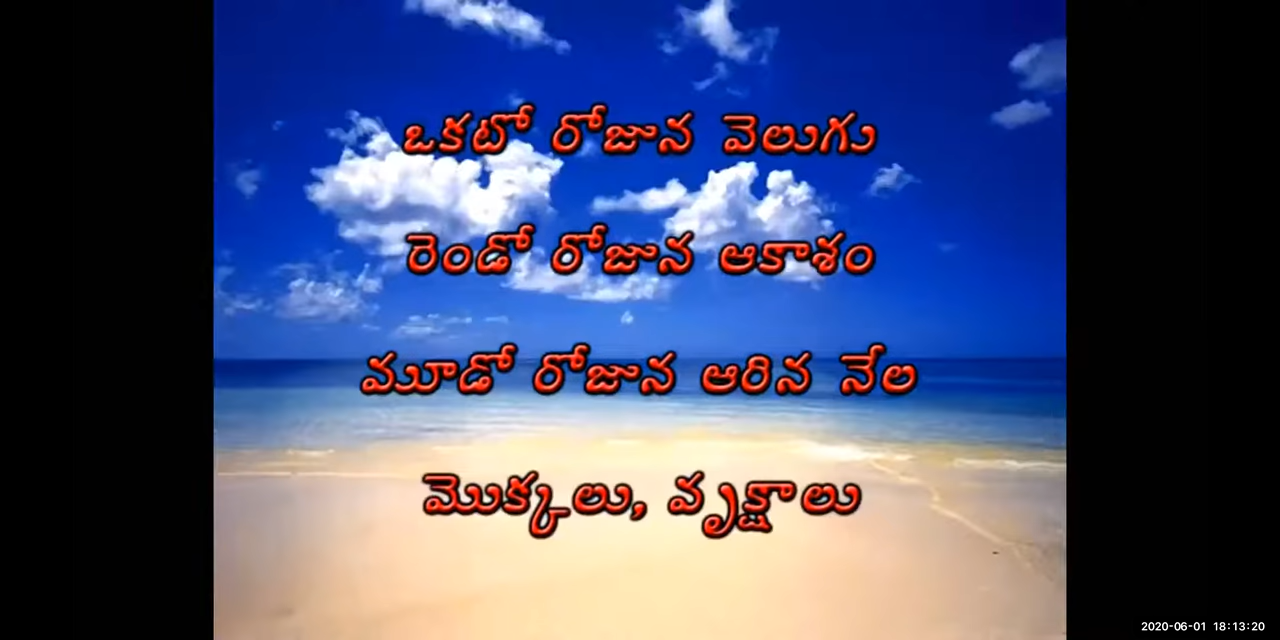 ఒకటో రోజున వెలుగు
రెండో రోజున ఆకాశం
మూడో రోజున ఆరిన నేల
మొక్కలు, వృక్షాలు
2020-06-01 18:13:20